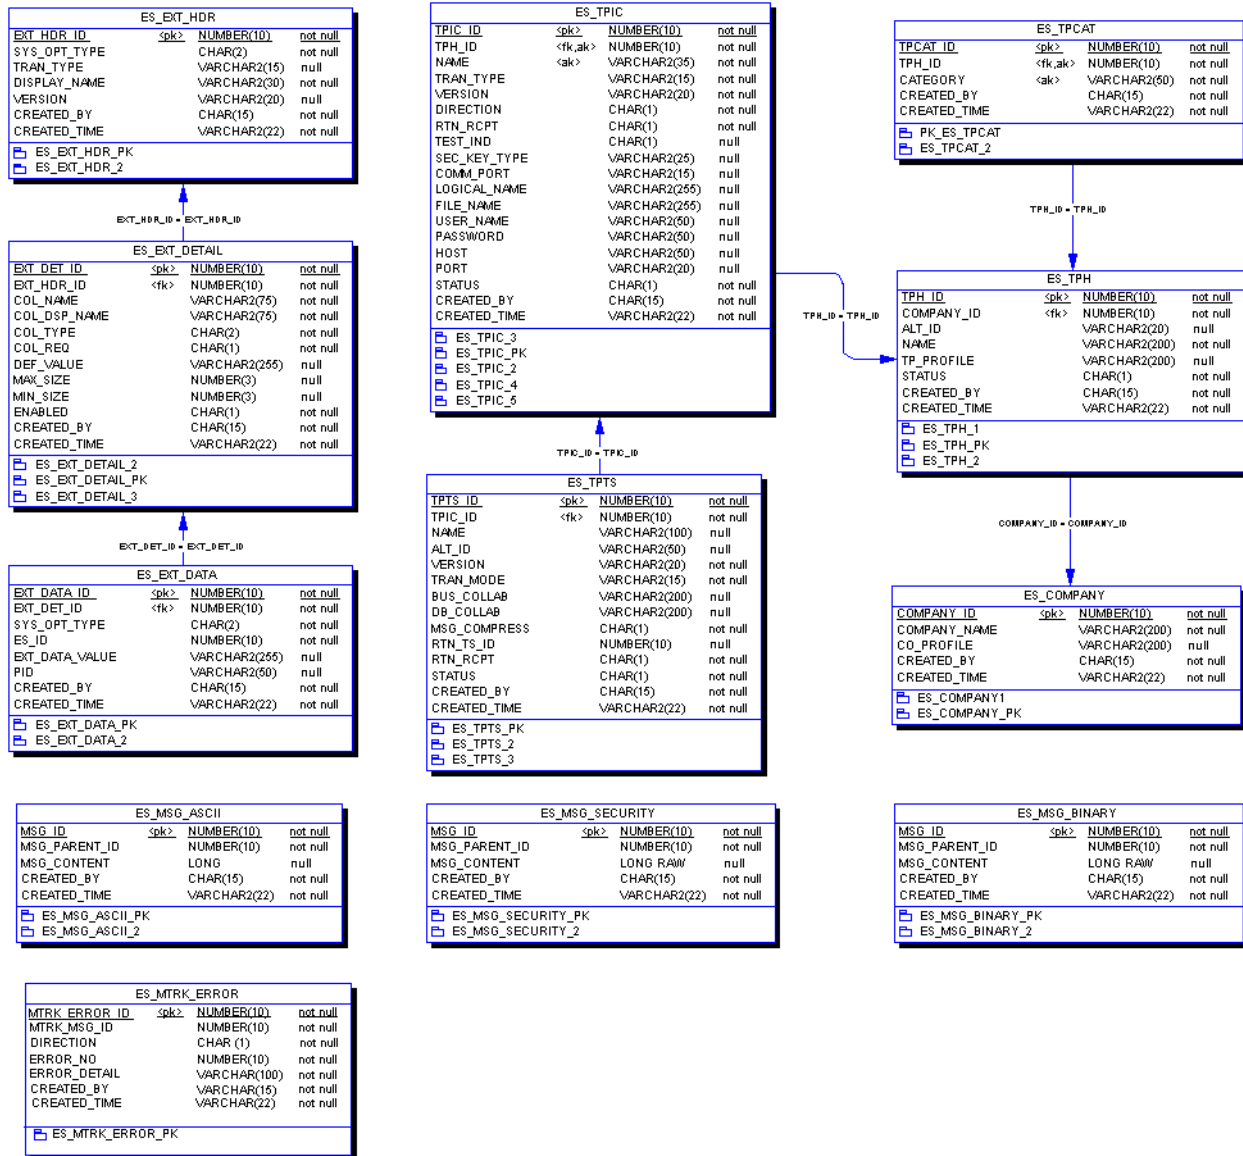 ES_EXT_HDR
EXT_HDR_ID <pk> NUMBER(10) not null
SYS_OPT_TYPE CHAR(2) not null
TRAN_TYPE VARCHAR2(15) null
DISPLAY_NAME VARCHAR2(30) not null
VERSION VARCHAR2(20) null
CREATED_BY CHAR(15) not null
CREATED_TIME VARCHAR2(22) not null
ES_EXT_HDR_PK
ES_EXT_HDR_2
EXT_HDR_ID = EXT_HDR_ID
ES_EXT_DETAIL
EXT_DET_ID <pk> NUMBER(10) not null
EXT_HDR_ID <fk> NUMBER(10) not null
COL_NAME VARCHAR2(75) not null
COL_DSP_NAME VARCHAR2(75) not null
COL_TYPE CHAR(2) not null
COL_REQ CHAR(1) not null
DEF_VALUE VARCHAR2(255) null
MAX_SIZE NUMBER(3) null
MIN_SIZE NUMBER(3) null
ENABLED CHAR(1) not null
CREATED_BY CHAR(15) not null
CREATED_TIME VARCHAR2(22) not null
ES_EXT_DETAIL_2
ES_EXT_DETAIL_PK
ES_EXT_DETAIL_3
EXT_DET_ID = EXT_DET_ID
ES_EXT_DATA
EXT_DATA_ID <pk> NUMBER(10) not null
EXT_DET_ID <fk> NUMBER(10) not null
SYS_OPT_TYPE CHAR(2) not null
ES_ID NUMBER(10) not null
EXT_DATA_VALUE VARCHAR2(255) null
PID VARCHAR2(50) null
CREATED_BY CHAR(15) not null
CREATED_TIME VARCHAR2(22) not null
ES_EXT_DATA_PK
ES_EXT_DATA_2
ES_TPIC
TPIC_ID <pk> NUMBER(10) not null
TPH_ID <fk,ak> NUMBER(10) not null
NAME <ak> VARCHAR2(35) not null
TRAN_TYPE VARCHAR2(15) not null
VERSION VARCHAR2(20) not null
DIRECTION CHAR(1) not null
RTN_RCPT CHAR(1) not null
TEST_IND CHAR(1) null
SEC_KEY_TYPE VARCHAR2(25) null
COMM_PORT VARCHAR2(15) null
LOGICAL_NAME VARCHAR2(255) null
FILE_NAME VARCHAR2(255) null
USER_NAME VARCHAR2(50) null
PASSWORD VARCHAR2(50) null
HOST VARCHAR2(50) null
PORT VARCHAR2(20) null
STATUS CHAR(1) not null
CREATED_BY CHAR(15) not null
CREATED_TIME VARCHAR2(22) not null
ES_TPIC_3
ES_TPIC_PK
ES_TPIC_2
ES_TPIC_4
ES_TPIC_5
TPIC_ID = TPIC_ID
ES_TPTS
TPTS_ID <pk> NUMBER(10) not null
TPIC_ID <fk> NUMBER(10) not null
NAME VARCHAR2(100) null
ALT_ID VARCHAR2(50) null
VERSION VARCHAR2(20) not null
TRAN_MODE VARCHAR2(15) not null
BUS_COLLAB VARCHAR2(200) null
DB_COLLAB VARCHAR2(200) null
MSG_COMPRESS CHAR(1) not null
RTN_TS_ID NUMBER(10) null
RTN_RCPT CHAR(1) not null
STATUS CHAR(1) not null
CREATED_BY CHAR(15) not null
CREATED_TIME VARCHAR2(22) not null
ES_TPTS_PK
ES_TPTS_2
ES_TPTS_3
ES_TPCAT
TPCAT_ID <pk> NUMBER(10) not null
TPH_ID <fk,ak> NUMBER(10) not null
CATEGORY <ak> VARCHAR2(50) not null
CREATED_BY CHAR(15) not null
CREATED_TIME VARCHAR2(22) not null
PK_ES_TPCAT
ES_TPCAT_2
TPH_ID = TPH_ID
TPH_ID = TPH_ID
ES_TPH
TPH_ID <pk> NUMBER(10) not null
COMPANY_ID <fk> NUMBER(10) not null
ALT_ID VARCHAR2(20) null
NAME VARCHAR2(200) not null
TP_PROFILE VARCHAR2(200) null
STATUS CHAR(1) not null
CREATED_BY CHAR(15) not null
CREATED_TIME VARCHAR2(22) not null
ES_TPH_1
ES_TPH_PK
ES_TPH_2
COMPANY_ID = COMPANY_ID
ES_COMPANY
COMPANY_ID <pk> NUMBER(10) not null
COMPANY_NAME VARCHAR2(200) not null
CO_PROFILE VARCHAR2(200) null
CREATED_BY CHAR(15) not null
CREATED_TIME VARCHAR2(22) not null
ES_COMPANY1
ES_COMPANY_PK
ES_MSG_ASCII
MSG_ID <pk> NUMBER(10) not null
MSG_PARENT_ID NUMBER(10) not null
MSG_CONTENT LONG null
CREATED_BY CHAR(15) not null
CREATED_TIME VARCHAR2(22) not null
ES_MSG_ASCII_PK
ES_MSG_ASCII_2
ES_MSG_SECURITY
MSG_ID <pk> NUMBER(10) not null
MSG_PARENT_ID NUMBER(10) not null
MSG_CONTENT LONG RAW null
CREATED_BY CHAR(15) not null
CREATED_TIME VARCHAR2(22) not null
ES_MSG_SECURITY_PK
ES_MSG_SECURITY_2
ES_MSG_BINARY
MSG_ID <pk> NUMBER(10) not null
MSG_PARENT_ID NUMBER(10) not null
MSG_CONTENT LONG RAW null
CREATED_BY CHAR(15) not null
CREATED_TIME VARCHAR2(22) not null
ES_MSG_BINARY_PK
ES_MSG_BINARY_2
ES_MTRK_ERROR
MTRK_ERROR_ID <pk> NUMBER(10) not null
MTRK_MSG_ID NUMBER(10) not null
DIRECTION CHAR (1) not null
ERROR_NO NUMBER(10) not null
ERROR_DETAIL VARCHAR(100) not null
CREATED_BY VARCHAR(15) not null
CREATED_TIME VARCHAR(22) not null
ES_MTRK_ERROR_PK